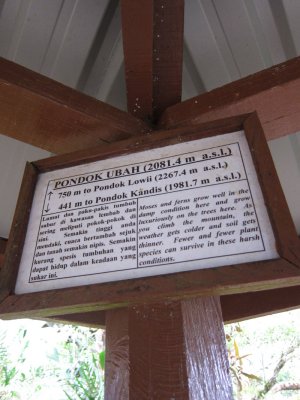 PONDOK UBAH (2081.4 m a.s.l.)
750 m to Pondok Lowii (2267.4 m a.s.l.)
441 m to Pondok Kandis (1981.7 m a.s.l.)
Lumut dan paku-pakis tumbuh
subur di kawasan lembab dan
sering meliputi pokok-pokok di
sini. Semakin tinggi anda
mendaki, cuaca bertambah sejuk
dan tanah semakin nipis. Semakin
kurang spesis tumbuhan yang
dapat hidup dalam keadaan yang
sukar ini.
Mosses and ferns grow well in the
damp condition here and grow
luxuriously on the trees here. As
you climb the mountain, the
weather gets colder and soil gets
thinner. Fewer and fewer plant
species can survive in these harsh
conditions.